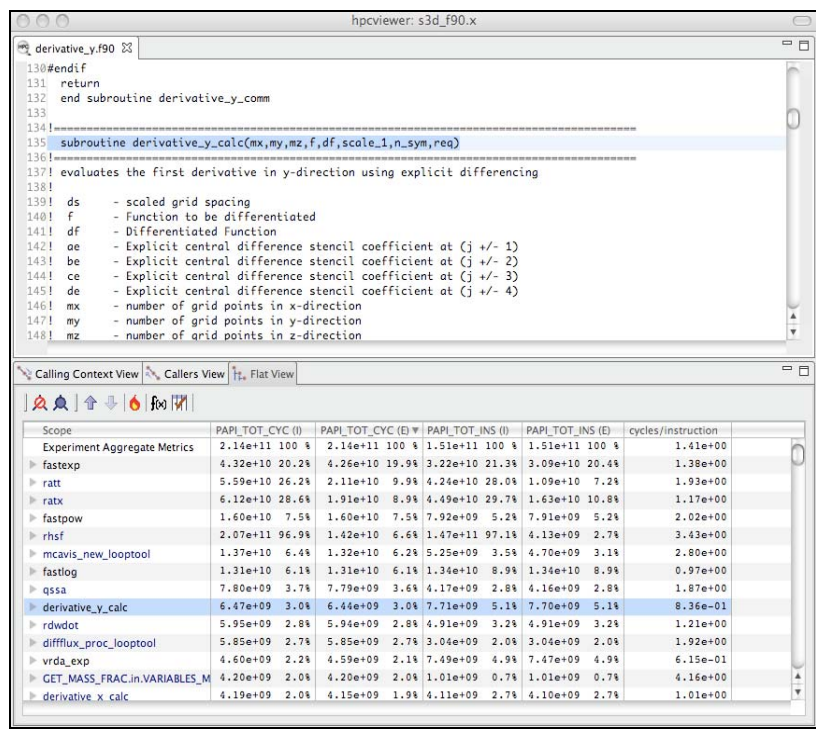 hpcviewer: s3d_f90.x
derivative_y.f90
130#endif
131 return
132 end subroutine derivative_y_comm
133
134!=========================================================================================
135 subroutine derivative_y_calc(mx,my,mz,f,df,scale_1,n_sym,req)
136!=========================================================================================
137! evaluates the first derivative in y-direction using explicit differencing
138!
139! ds - scaled grid spacing
140! f - Function to be differentiated
141! df - Differentiated Function
142! ae - Explicit central difference stencil coefficient at (j +/- 1)
143! be - Explicit central difference stencil coefficient at (j +/- 2)
144! ce - Explicit central difference stencil coefficient at (j +/- 3)
145! de - Explicit central difference stencil coefficient at (j +/- 4)
146! mx - number of grid points in x-direction
147! my - number of grid points in y-direction
148! mz - number of grid points in z-direction
Calling Context View Callers View Flat View
f(x)
Scope PAPI_TOT_CYC (I) PAPI_TOT_CYC (E) PAPI_TOT_INS (I) PAPI_TOT_INS (E) cycles/instruction
Experiment Aggregate Metrics 2.14e+11 100 % 2.14e+11 100 % 1.51e+11 100 % 1.51e+11 100 % 1.41e+00
fastexp 4.32e+10 20.2% 4.26e+10 19.9% 3.22e+10 21.3% 3.09e+10 20.4% 1.38e+00
ratt 5.59e+10 26.2% 2.11e+10 9.9% 4.24e+10 28.0% 1.09e+10 7.2% 1.93e+00
ratx 6.12e+10 28.6% 1.91e+10 8.9% 4.49e+10 29.7% 1.63e+10 10.8% 1.17e+00
fastpow 1.60e+10 7.5% 1.60e+10 7.5% 7.92e+09 5.2% 7.91e+09 5.2% 2.02e+00
rhsf 2.07e+11 96.9% 1.42e+10 6.6% 1.47e+11 97.1% 4.13e+09 2.7% 3.43e+00
mcavis_new_looptool 1.37e+10 6.4% 1.32e+10 6.2% 5.25e+09 3.5% 4.70e+09 3.1% 2.80e+00
fastlog 1.31e+10 6.1% 1.31e+10 6.1% 1.34e+10 8.9% 1.34e+10 8.9% 0.97e+00
qssa 7.80e+09 3.7% 7.79e+09 3.6% 4.17e+09 2.8% 4.16e+09 2.8% 1.87e+00
derivative_y_calc 6.47e+09 3.0% 6.44e+09 3.0% 7.71e+09 5.1% 7.70e+09 5.1% 8.36e-01
rdwdot 5.95e+09 2.8% 5.94e+09 2.8% 4.91e+09 3.2% 4.91e+09 3.2% 1.21e+00
diffflux_proc_looptool 5.85e+09 2.7% 5.85e+09 2.7% 3.04e+09 2.0% 3.04e+09 2.0% 1.92e+00
vrda_exp 4.60e+09 2.2% 4.59e+09 2.1% 7.49e+09 4.9% 7.47e+09 4.9% 6.15e-01
GET_MASS_FRAC.in.VARIABLES_M 4.20e+09 2.0% 4.20e+09 2.0% 1.01e+09 0.7% 1.01e+09 0.7% 4.16e+00
derivative_x_calc 4.19e+09 2.0% 4.15e+09 1.9% 4.11e+09 2.7% 4.10e+09 2.7% 1.01e+00